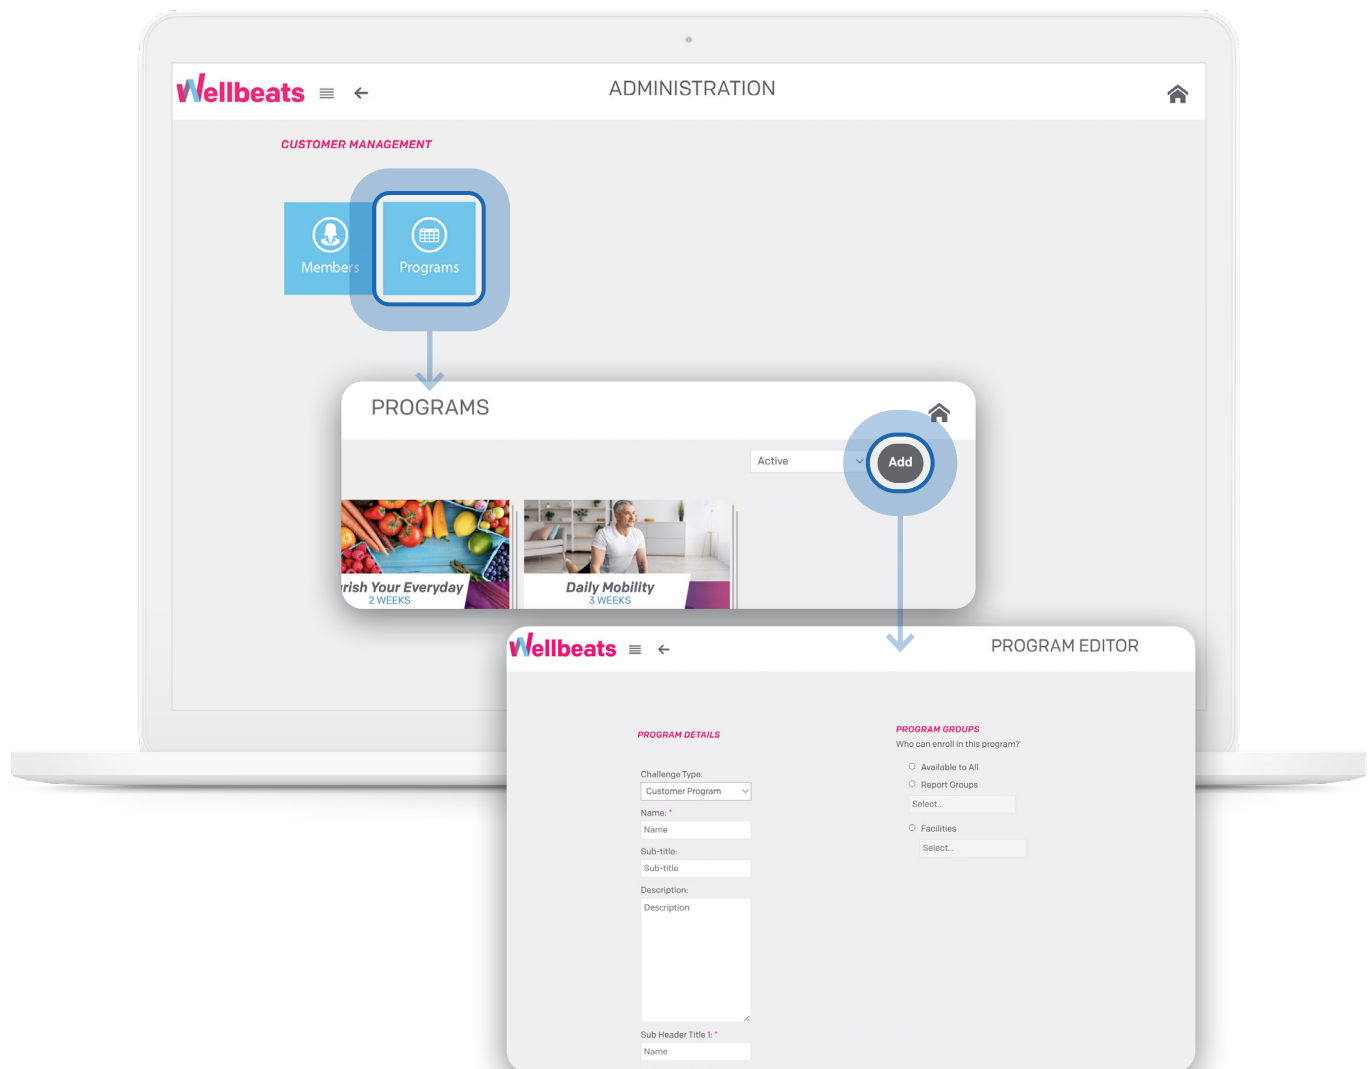 Wellbeats
ADMINISTRATION
CUSTOMER MANAGEMENT
Members
Programs
PROGRAMS
Active
Add
rish Your Everyday
2 WEEKS
Daily Mobility
3 WEEKS
Wellbeats
PROGRAM EDITOR
PROGRAM DETAILS
Challenge Type:
Customer Program
Name: *
Name
Sub-title:
Sub-title
Description:
Description
Sub Header Title 1: *
Name
PROGRAM GROUPS
Who can enroll in this program?
Available to All
Report Groups
Select...
Facilities
Select...